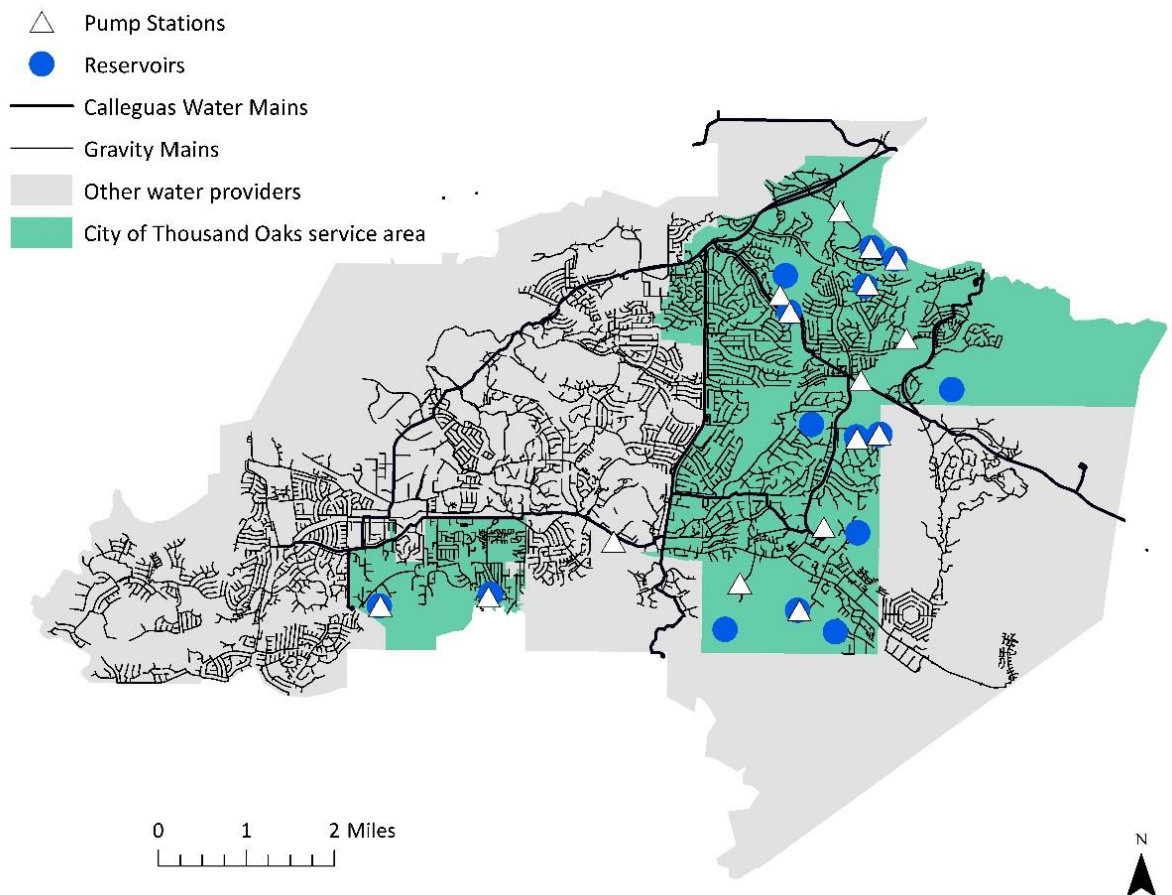 Pump Stations
Reservoirs
Calleguas Water Mains
Gravity Mains
Other water providers
City of Thousand Oaks service area
0 1 2 Miles
N